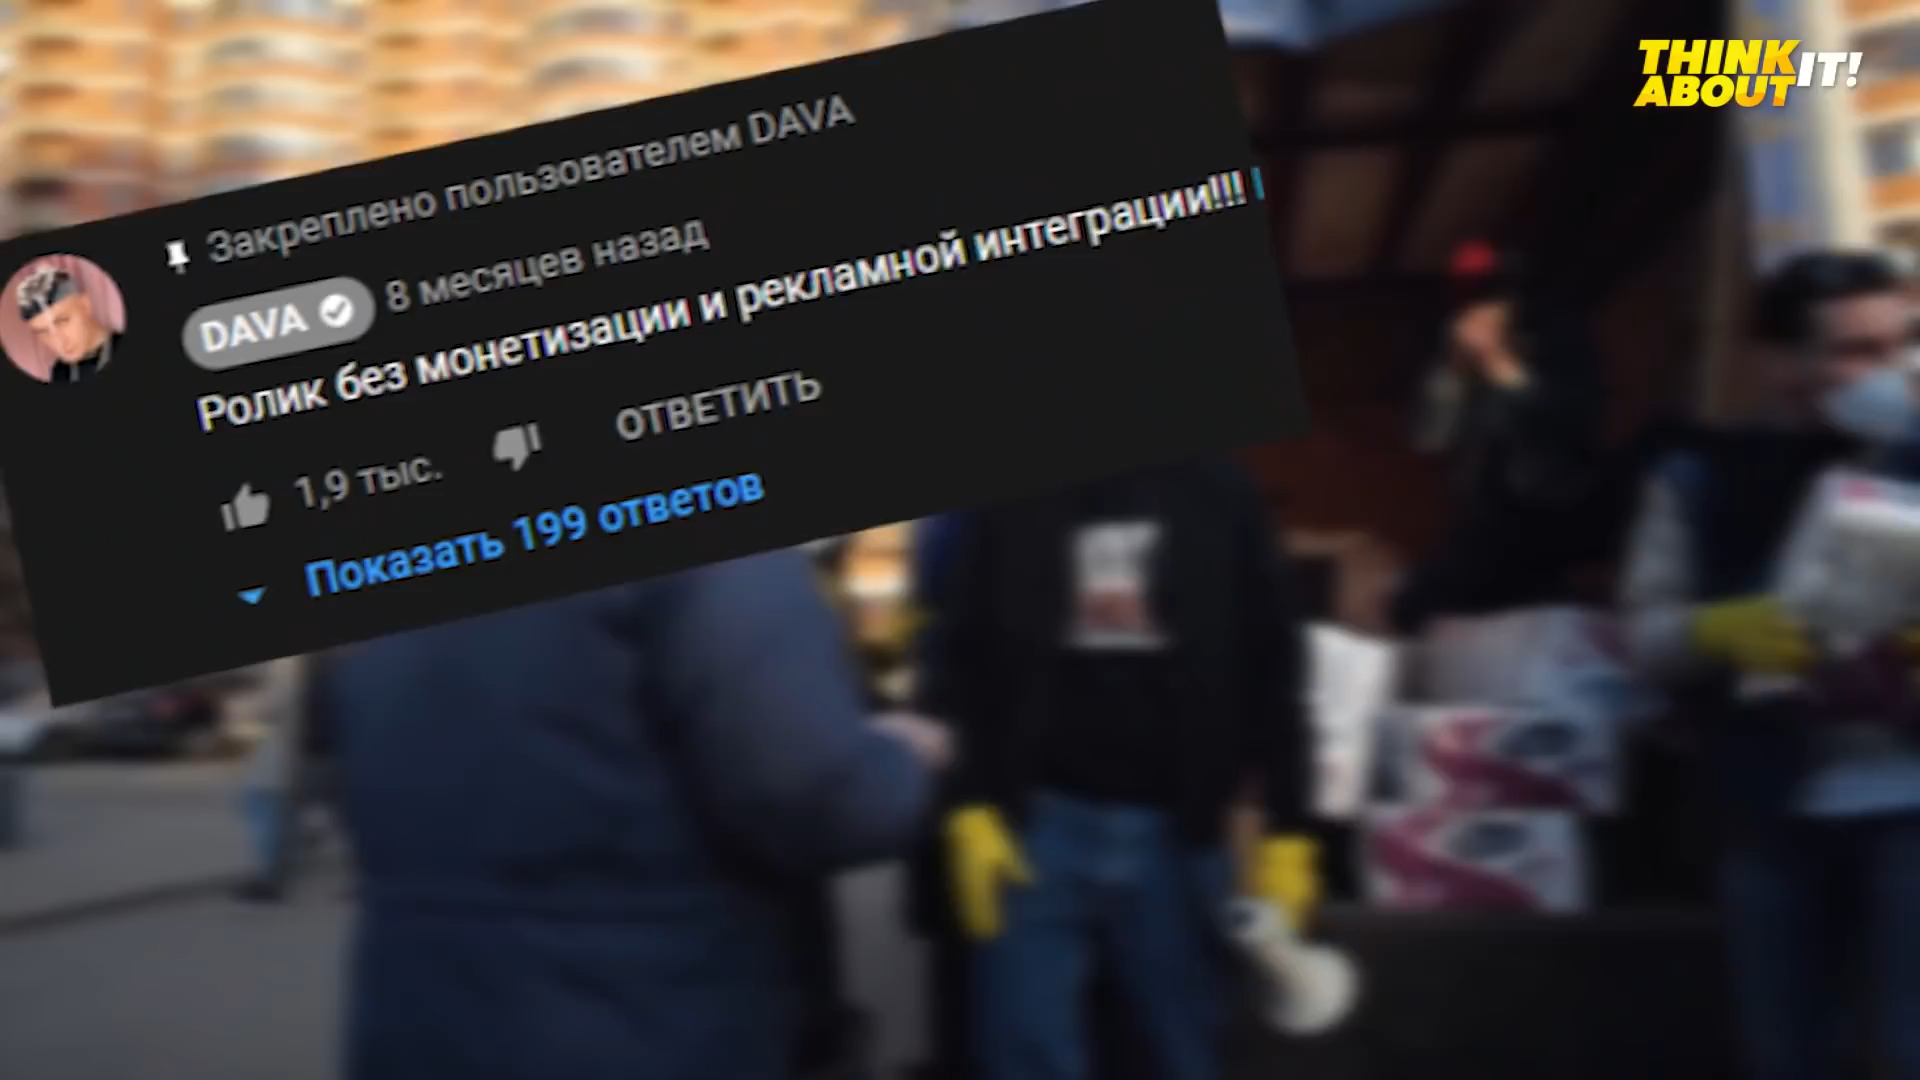 Закреплено пользователем DAVA
DAVA 8 месяцев назад
Ролик без монетизации и рекламной интеграции!!!
1,9 тыс. ОТВЕТИТЬ
Показать 199 ответов
THINK
ABOUT IT!